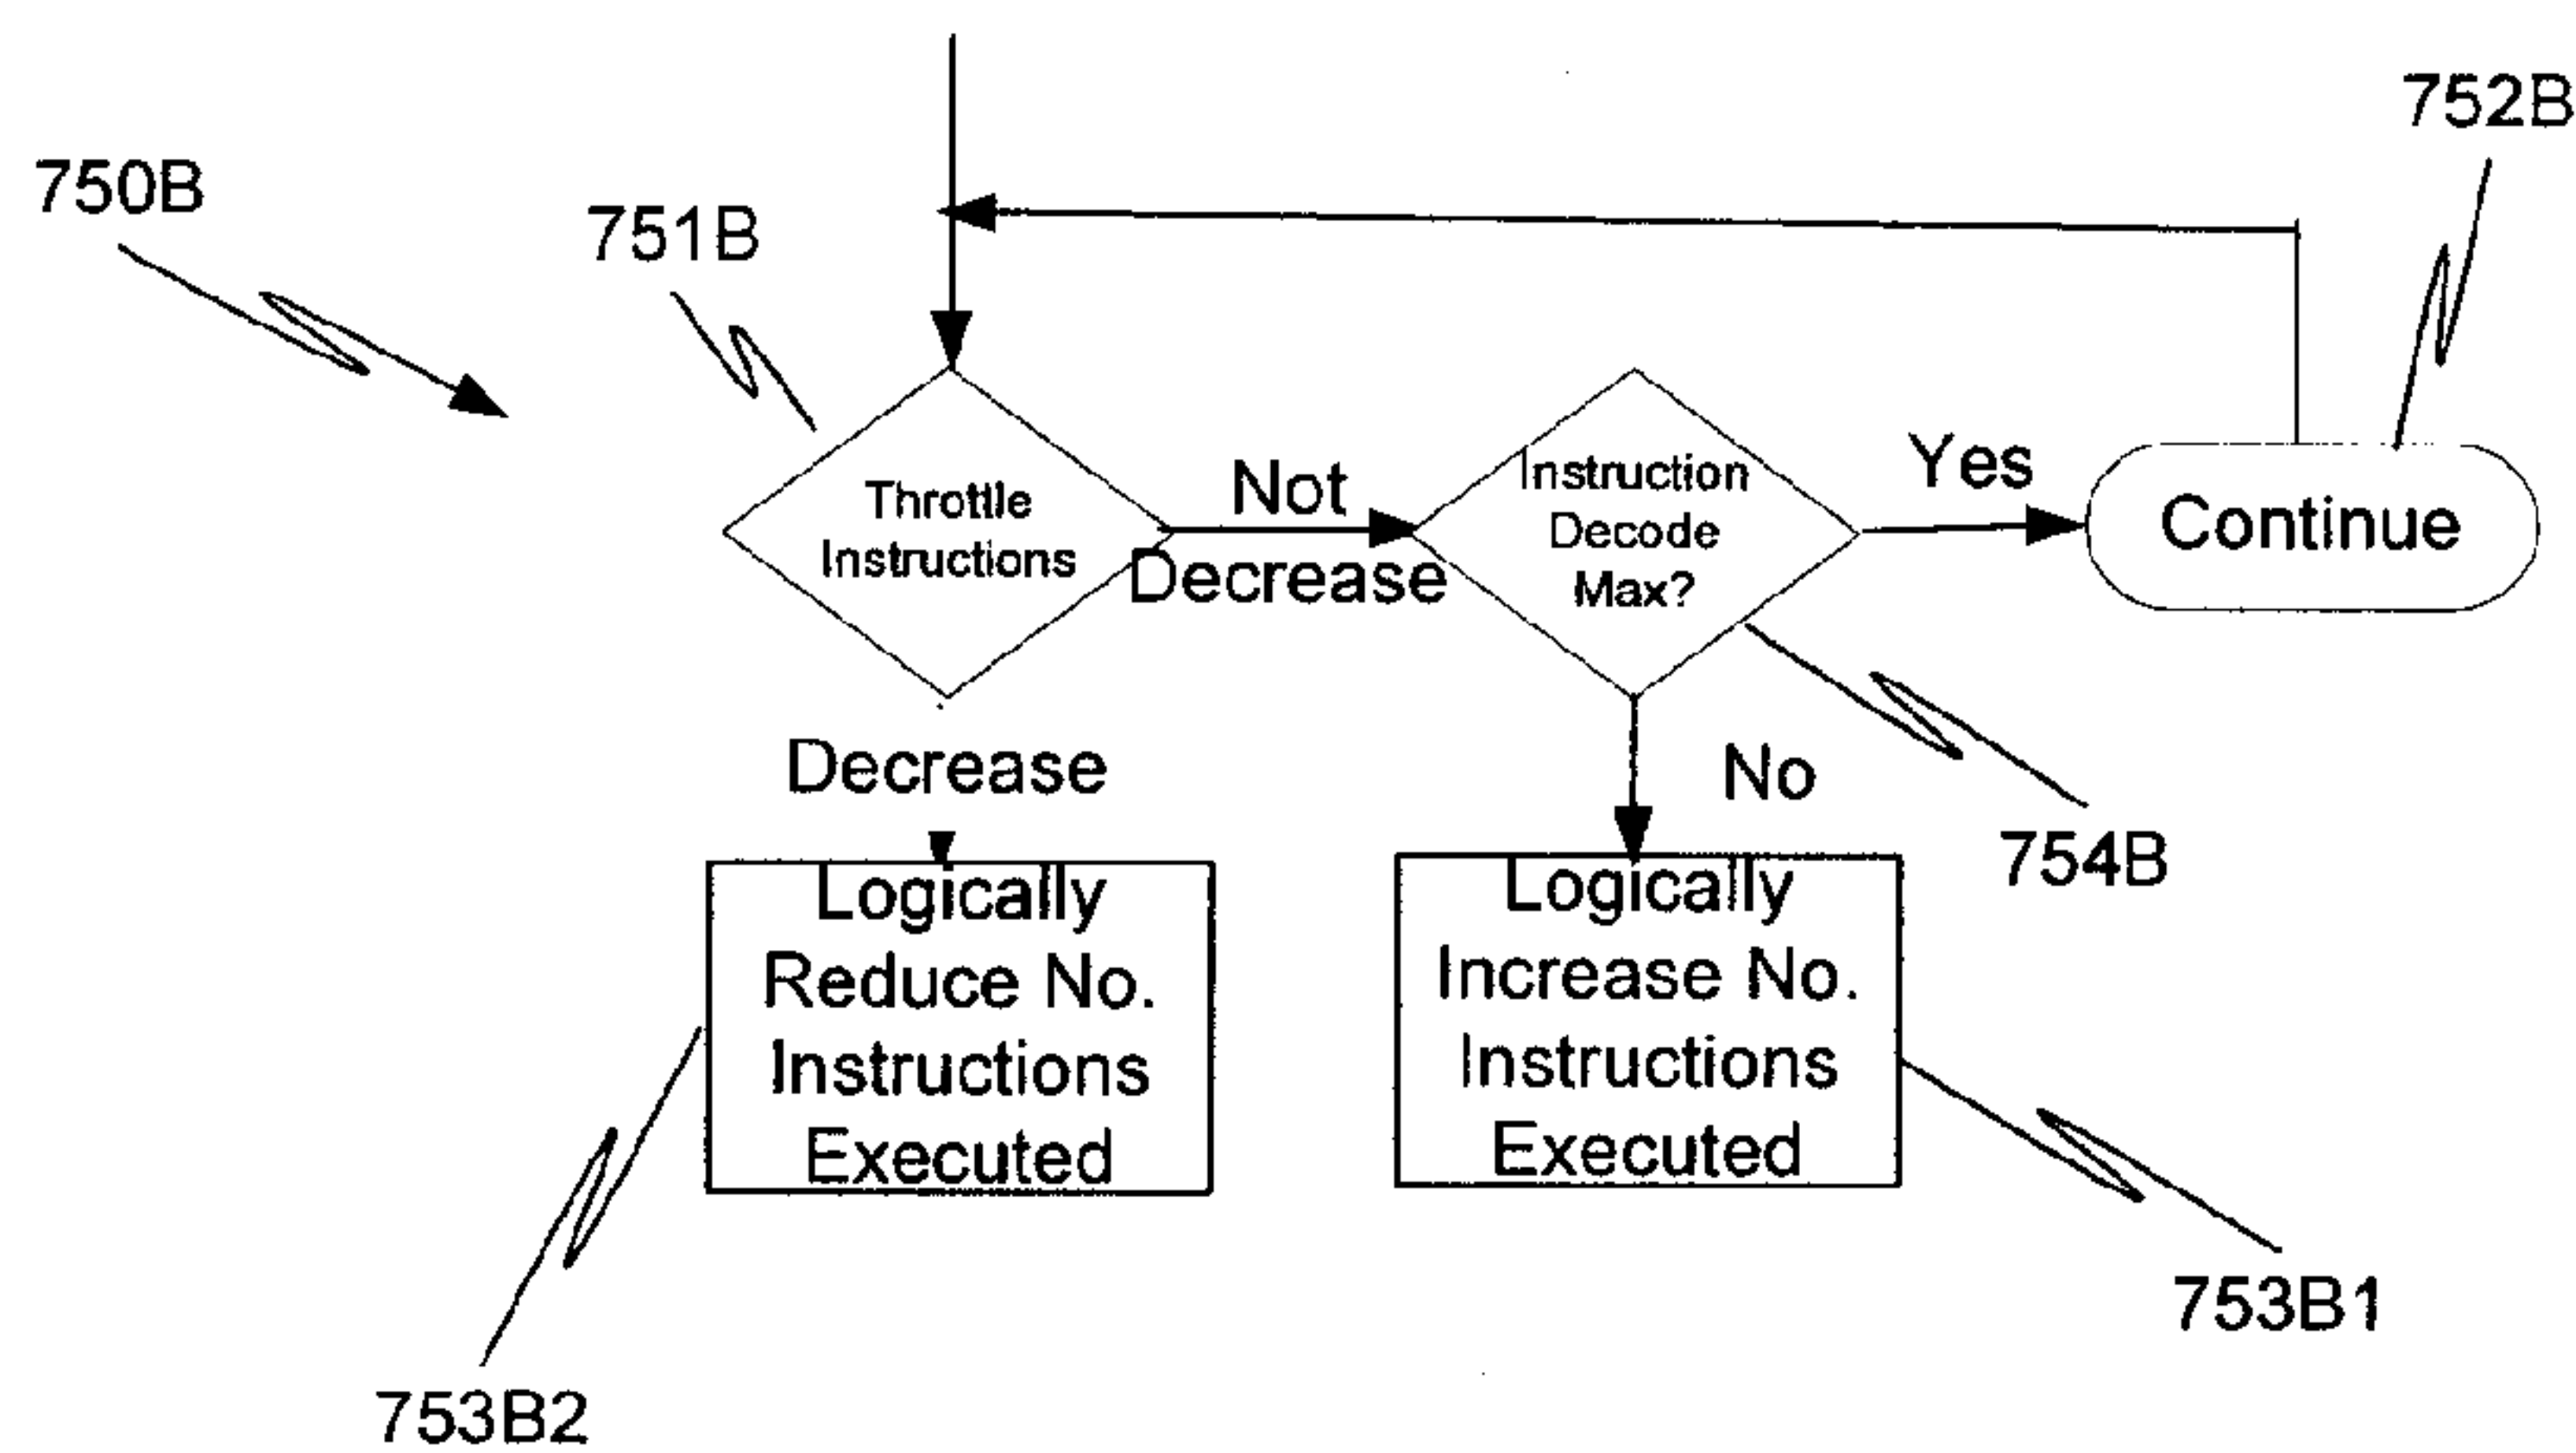 752B
750B
751B
Throttle
Instructions
Not
Decrease
Instruction
Decode
Max?
Yes
Continue
Decrease
No
754B
Logically
Reduce No.
Instructions
Executed
Logically
Increase No.
Instructions
Executed
753B1
753B2